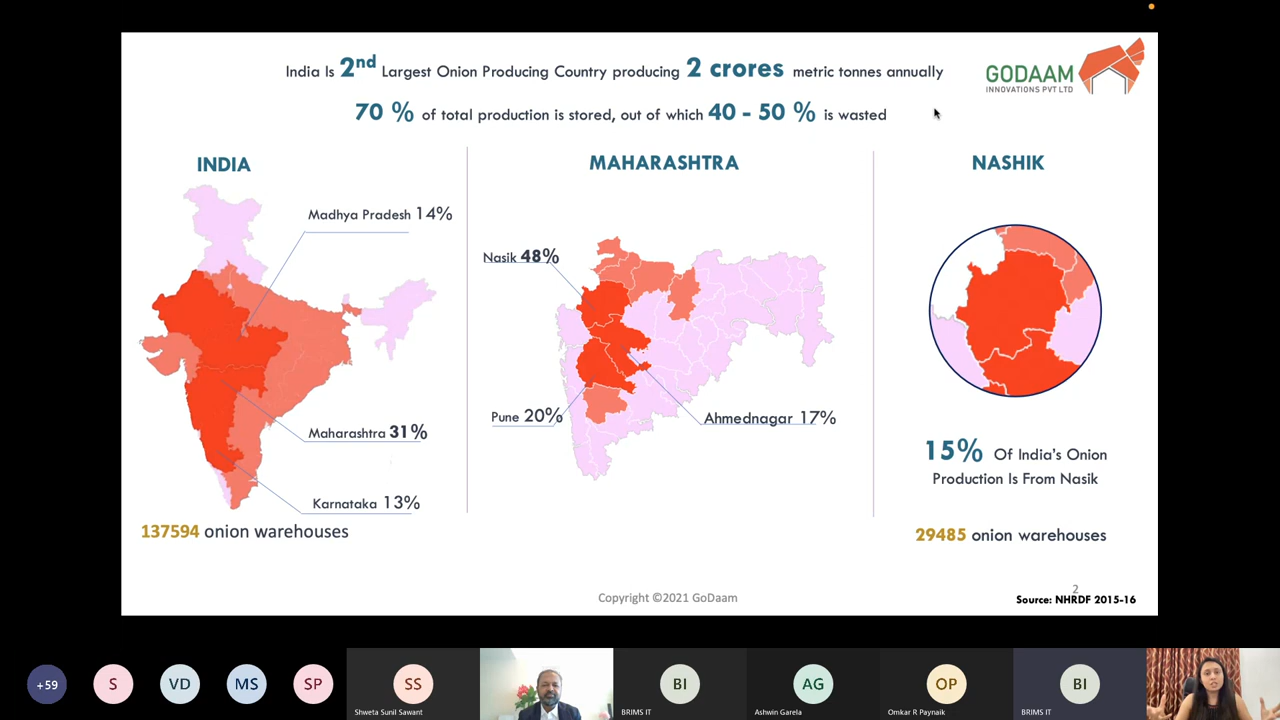 India Is 2nd Largest Onion Producing Country producing 2 crores metric tonnes annually
70 % of total production is stored, out of which 40 - 50 % is wasted
GODAAM
INNOVATIONS PVT LTD
INDIA
Madhya Pradesh 14%
Maharashtra 31%
Karnataka 13%
137594 onion warehouses
MAHARASHTRA
Nasik 48%
Pune 20%
Ahmednagar 17%
NASHIK
15% Of India's Onion
Production Is From Nasik
29485 onion warehouses
Copyright ©2021 GoDaam
2
Source: NHRDF 2015-16
+59
S
VD
MS
SP
SS
Shweta Sunil Sawant
BI
BRIMS IT
AG
Ashwin Garela
OP
Omkar R Paynaik
BI
BRIMS IT